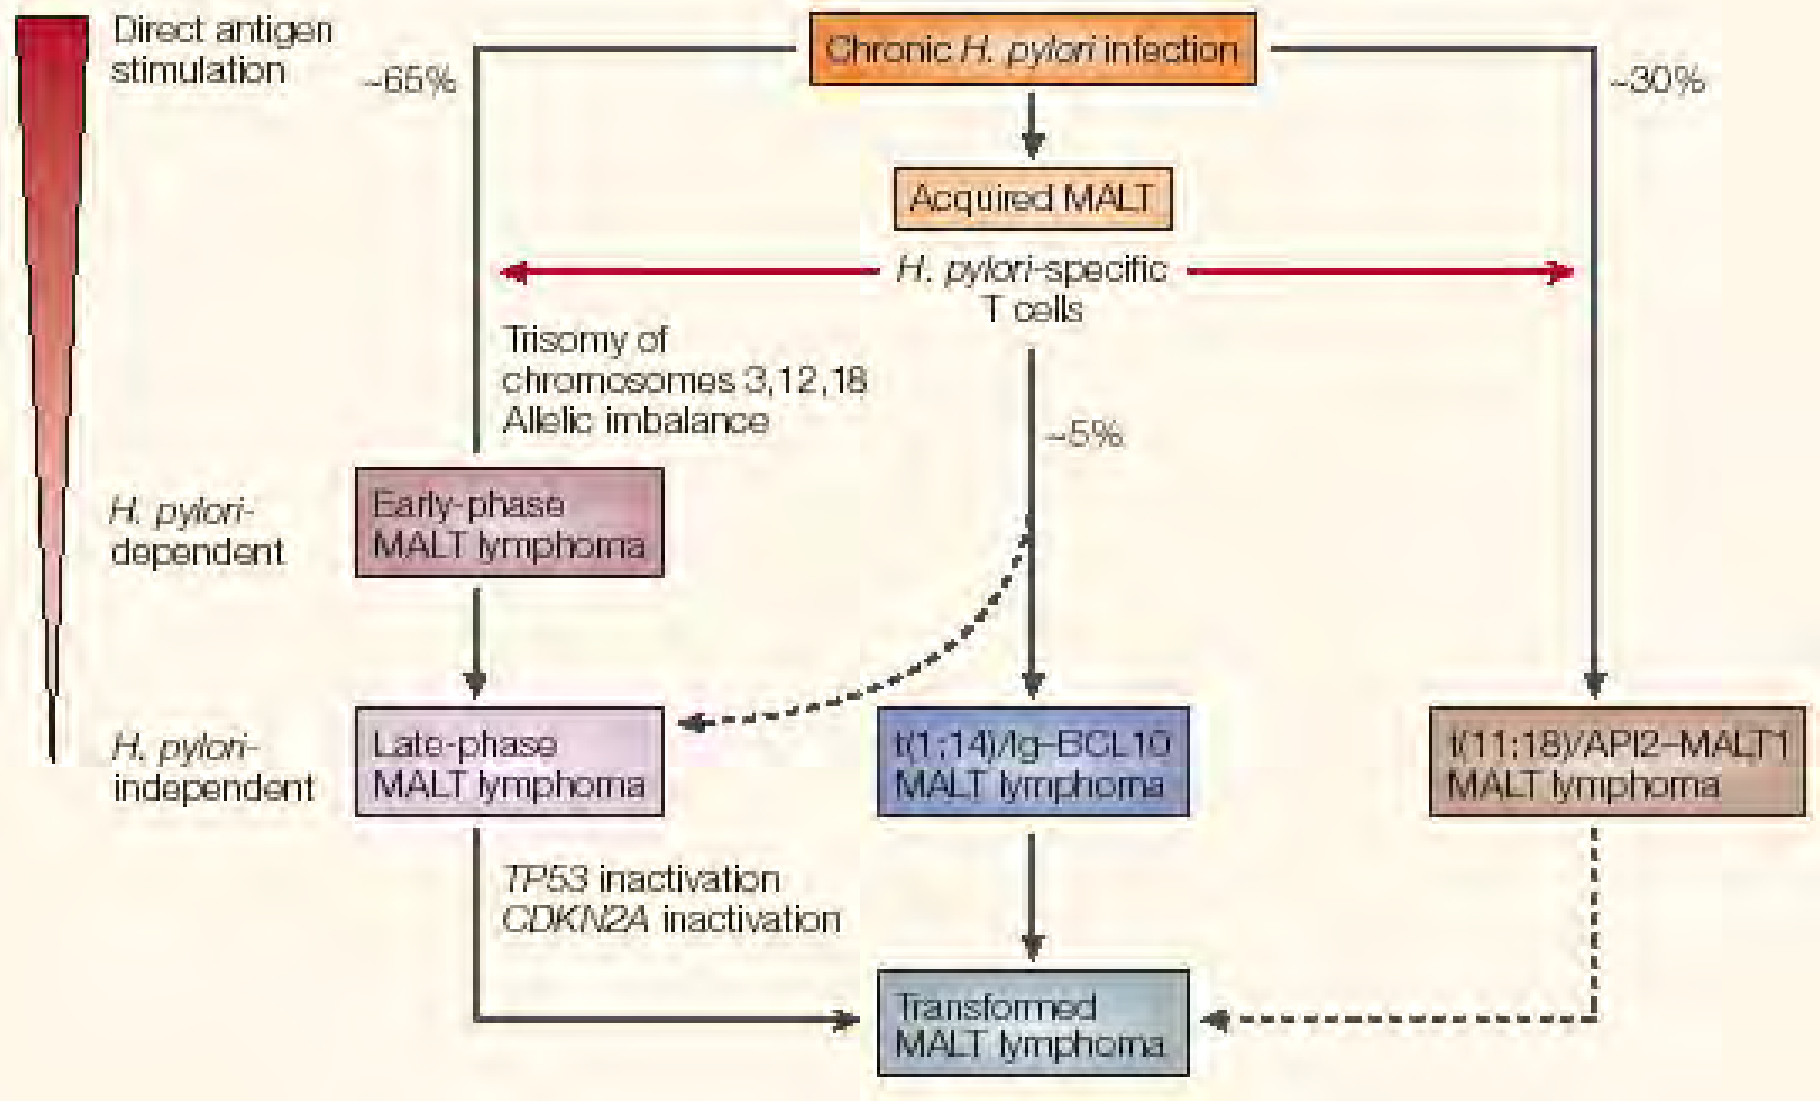 Direct antigen
stimulation
Chronic H. pylori infection
~65%
~30%
Acquired MALT
H. pylori-specific
T cells
Trisomy of
chromosomes 3,12,18
Allelic imbalance
~5%
H. pylori-
dependent
Early-phase
MALT lymphoma
H. pylori-
independent
Late-phase
MALT lymphoma
t(1;14)/Ig–BCL10
MALT lymphoma
t(11;18)/API2–MALT1
MALT lymphoma
TP53 inactivation
CDKN2A inactivation
Transformed
MALT lymphoma